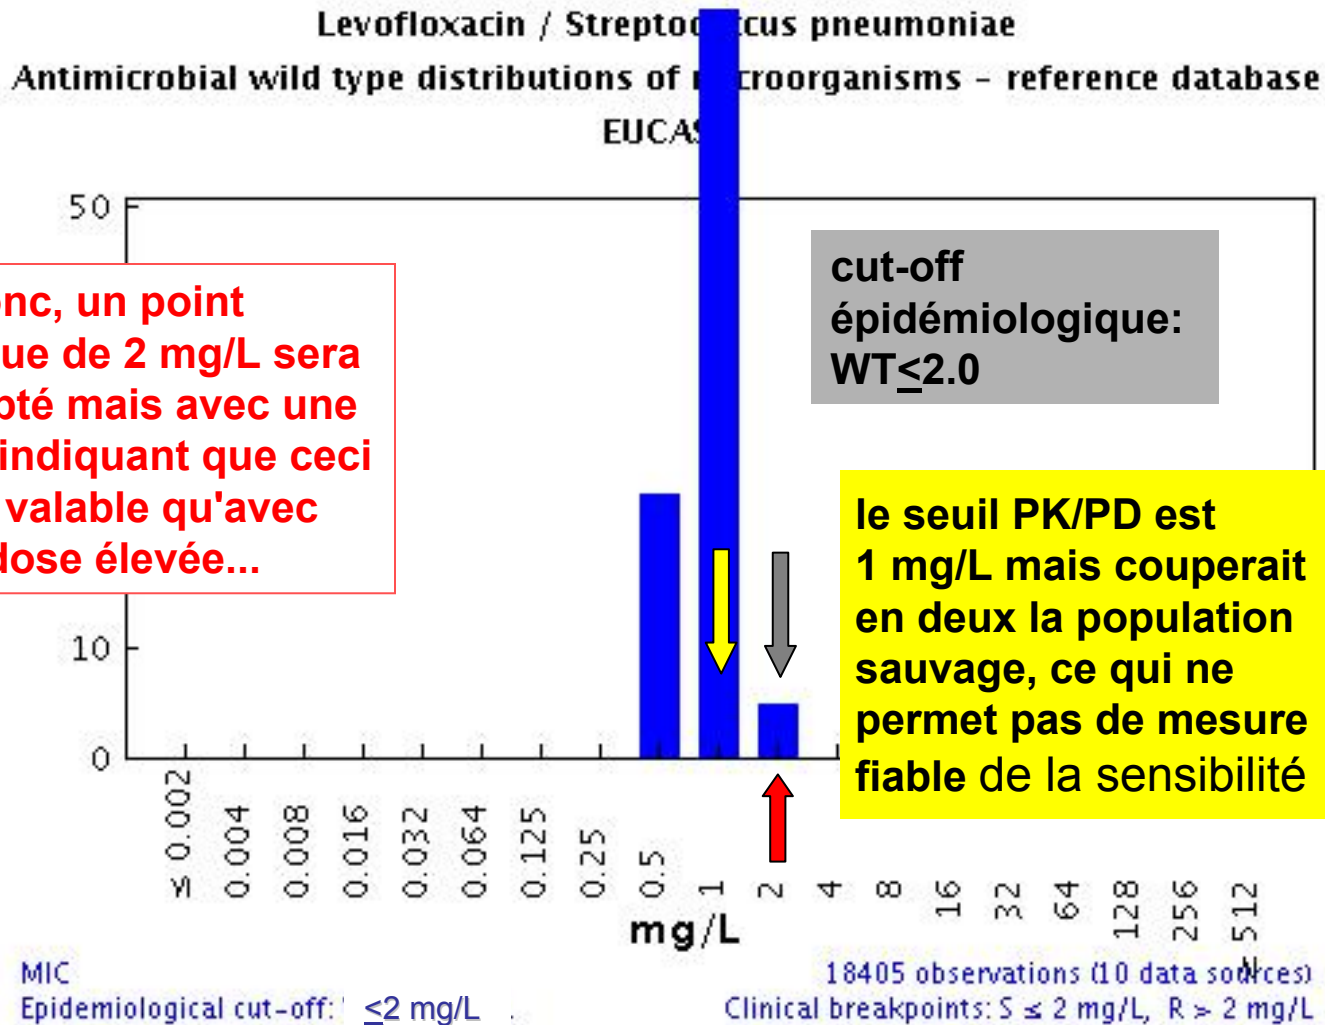 Levofloxacin / Streptoc cus pneumoniae
Antimicrobial wild type distributions of m croorganisms – reference database
EUCAS
50
cut-off
épidémiologique:
WT≤2.0
nc, un point
ue de 2 mg/L sera
pté mais avec une
indiquant que ceci
valable qu'avec
dose élevée...
le seuil PK/PD est
1 mg/L mais couperait
en deux la population
sauvage, ce qui ne
permet pas de mesure
fiable de la sensibilité
10
0
≤ 0.002 0.004 0.008 0.016 0.032 0.064 0.125 0.25 0.5 1 2 4 8 16 32 64 128 256 ≥ 512
mg/L
MIC
18405 observations (10 data sources)
Epidemiological cut-off: ≤2 mg/L .
Clinical breakpoints: S ≤ 2 mg/L, R > 2 mg/L